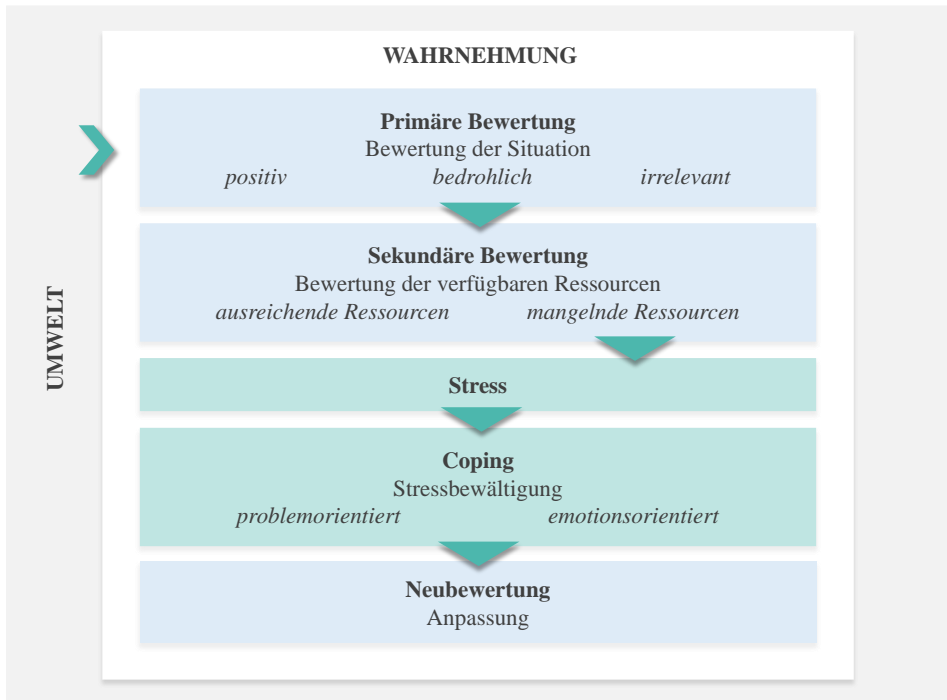 WAHRNEHMUNG
Primäre Bewertung
Bewertung der Situation
positiv bedrohlich irrelevant
Sekundäre Bewertung
Bewertung der verfügbaren Ressourcen
ausreichende Ressourcen mangelnde Ressourcen
UMWELT
Stress
Coping
Stressbewältigung
problemorientiert emotionsorientiert
Neubewertung
Anpassung